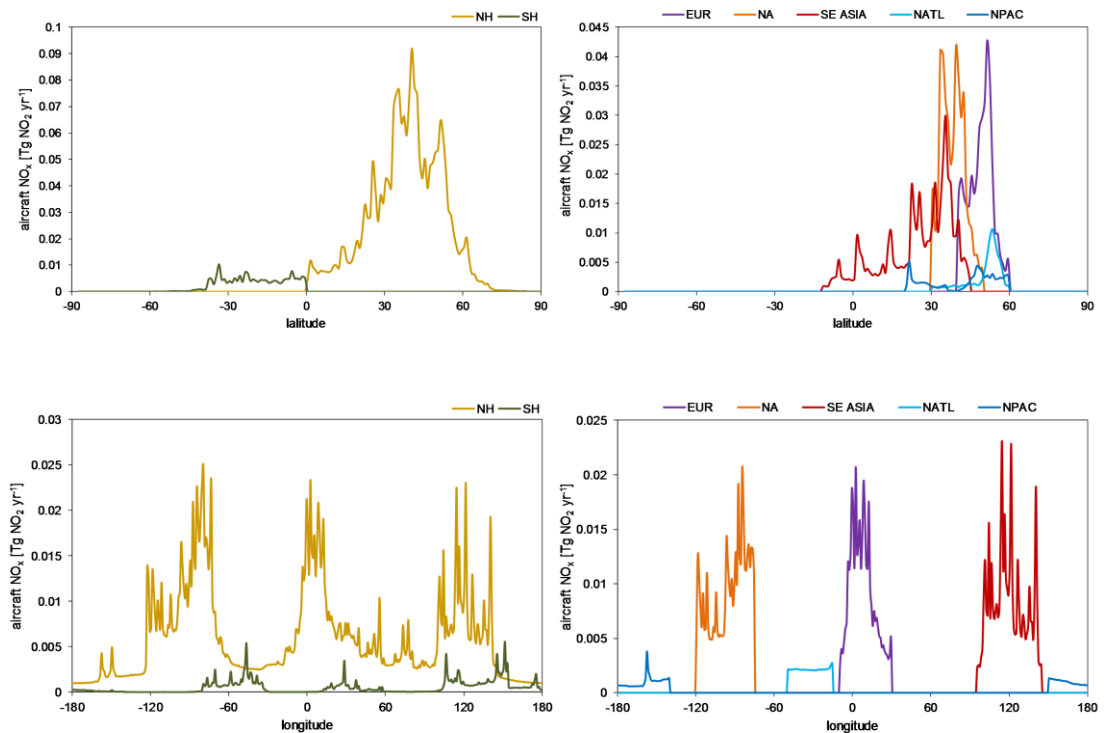 NH SH
0.1
0.09
0.08
0.07
0.06
0.05
0.04
0.03
0.02
0.01
0
aircraft NOx [Tg NO2 yr-1]
-90 -60 -30 0 30 60 90
lalitude
EUR NA SE ASIA NATL NPAC
0.045
0.04
0.035
0.03
0.025
0.02
0.015
0.01
0.005
0
aircraft NOx [Tg NO2 yr-1]
-90 -60 -30 0 30 60 90
lalitude
NH SH
0.03
0.025
0.02
0.015
0.01
0.005
0
aircraft NOx [Tg NO2 yr-1]
-180 -120 -60 0 60 120 180
longitude
EUR NA SE ASIA NATL NPAC
0.025
0.02
0.015
0.01
0.005
0
aircraft NOx [Tg NO2 yr-1]
-180 -120 -60 0 60 120 180
longitude